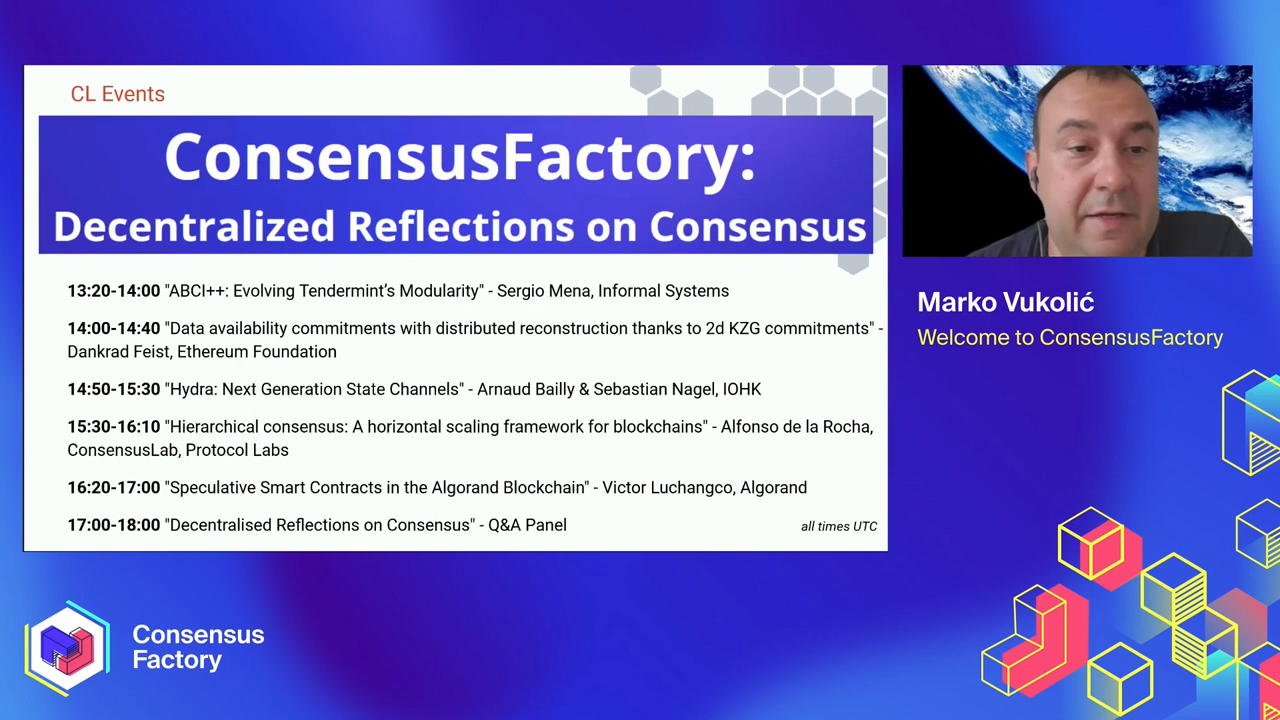 CL Events
ConsensusFactory:
Decentralized Reflections on Consensus
13:20-14:00 "ABCI++: Evolving Tendermint’s Modularity" - Sergio Mena, Informal Systems
14:00-14:40 "Data availability commitments with distributed reconstruction thanks to 2d KZG commitments" -
Dankrad Feist, Ethereum Foundation
14:50-15:30 "Hydra: Next Generation State Channels" - Arnaud Bailly & Sebastian Nagel, IOHK
15:30-16:10 "Hierarchical consensus: A horizontal scaling framework for blockchains" - Alfonso de la Rocha,
ConsensusLab, Protocol Labs
16:20-17:00 "Speculative Smart Contracts in the Algorand Blockchain" - Victor Luchangco, Algorand
17:00-18:00 "Decentralised Reflections on Consensus" - Q&A Panel
all times UTC
Marko Vukolić
Welcome to ConsensusFactory
Consensus
Factory